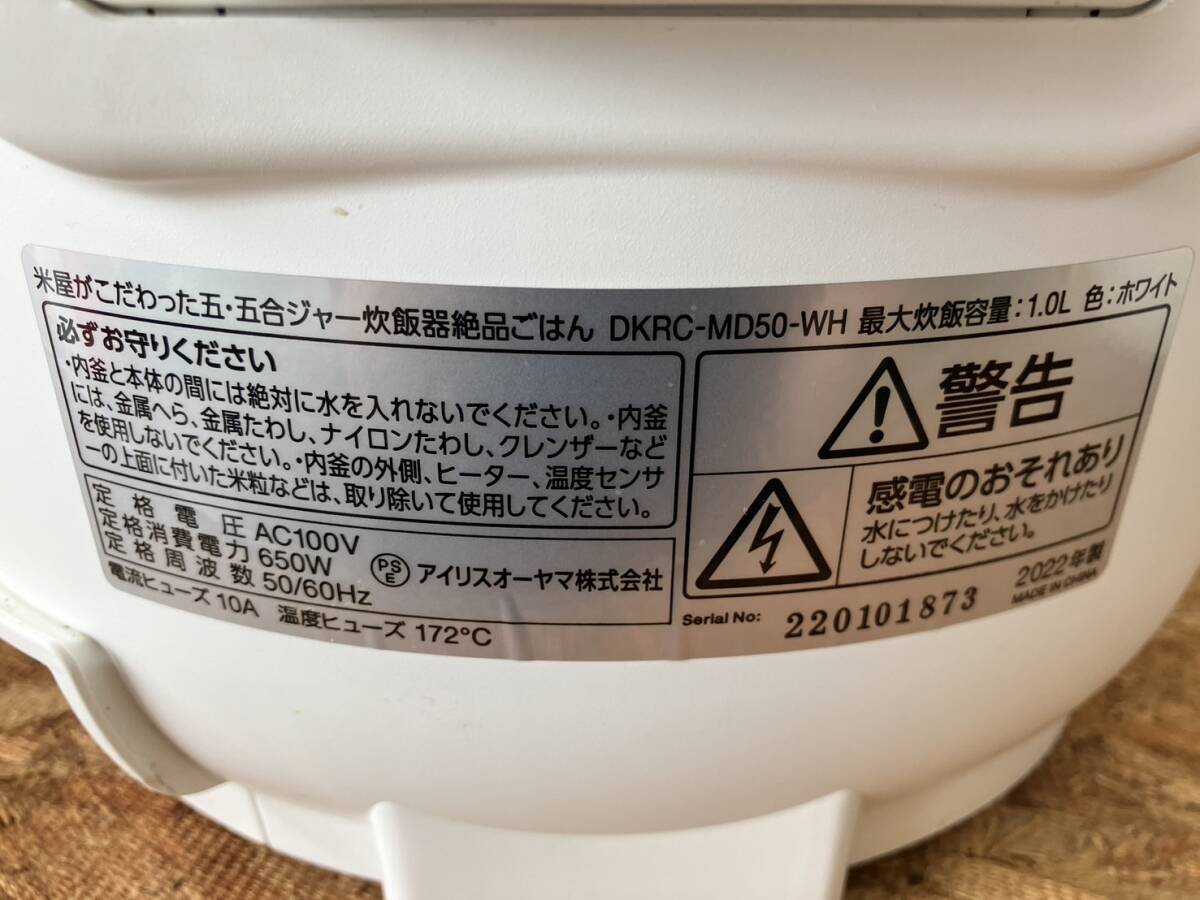 米屋がこだわった五・五合ジャー炊飯器絶品ごはん DKRC-MD50-WH 最大炊飯容量:1.0L 色:ホワイト
必ずお守りください
・内釜と本体の間には絶対に水を入れないでください。・内釜
には、金属へら、金属たわし、ナイロンたわし、クレンザーなど
を使用しないでください。・内釜の外側、ヒーター、温度センサ
ーの上面に付いた米粒などは、取り除いて使用してください。
定格電圧 AC100V
定格消費電力 650W
定格周波数 50/60Hz
PSE アイリスオーヤマ株式会社
電流ヒューズ 10A 温度ヒューズ 172°C
警告
感電のおそれあり
水につけたり、水をかけたり
しないでください。
Serial No: 220101873
2022年製
MADE IN CHINA